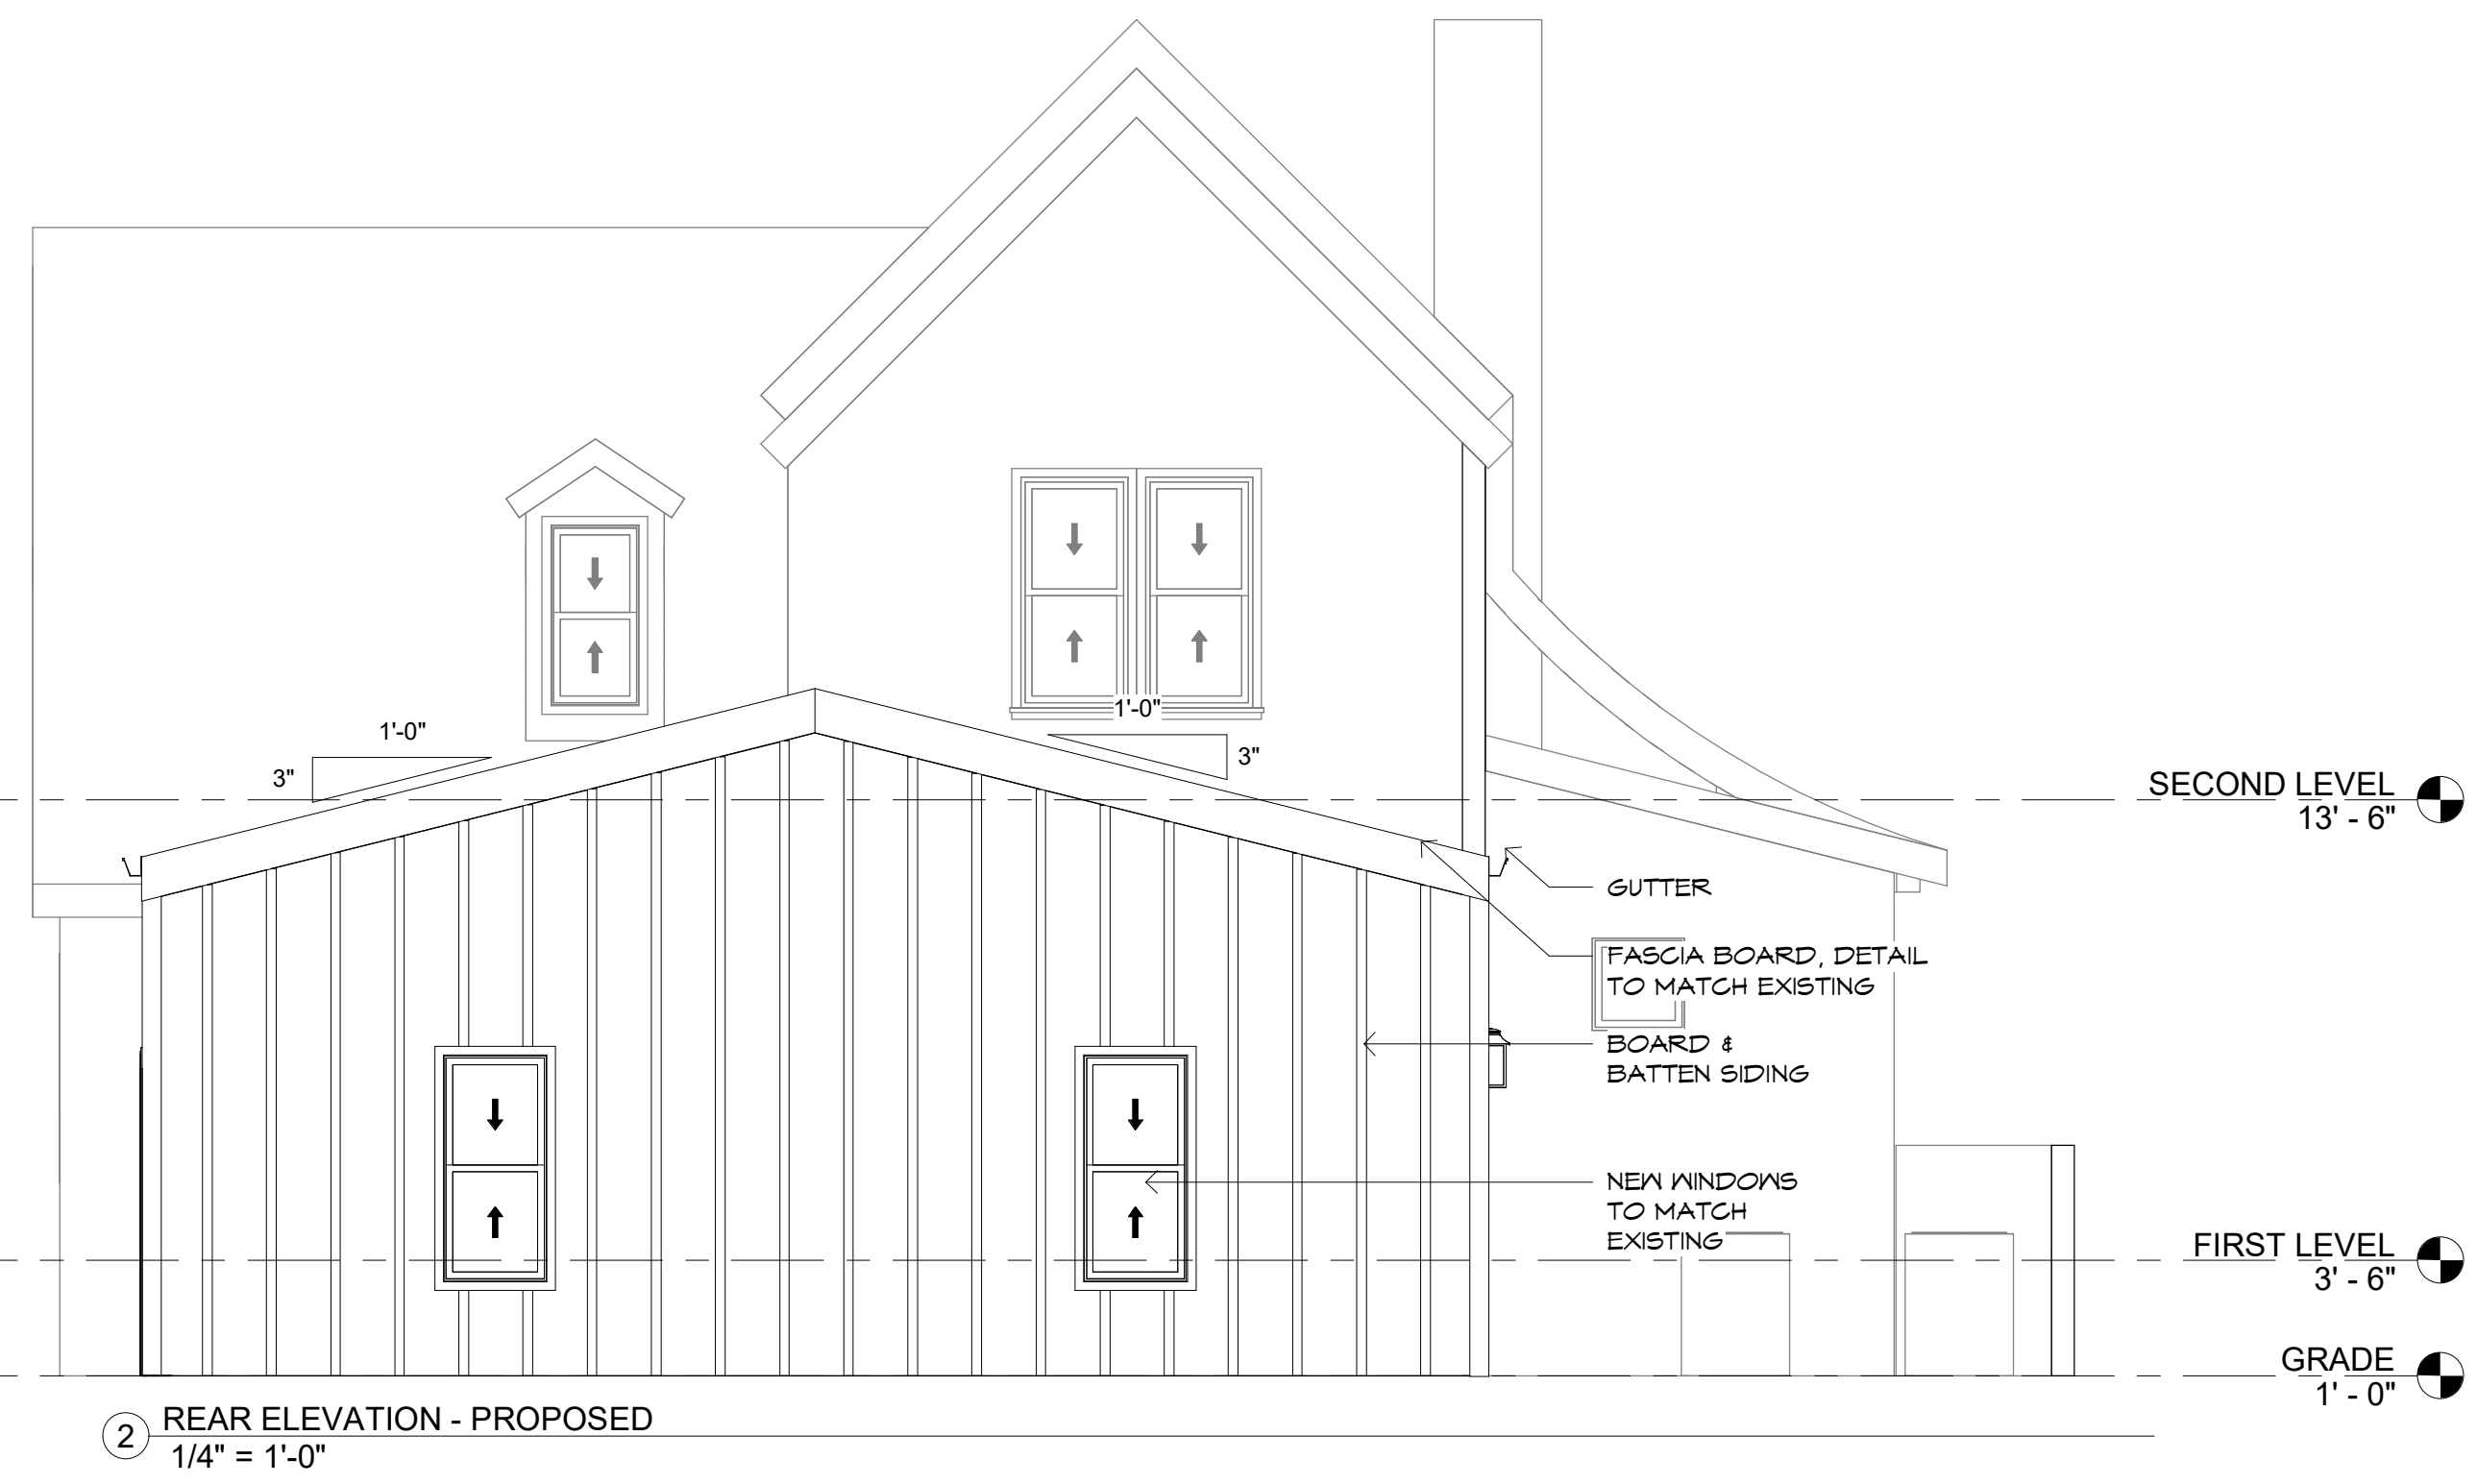 1'-0"
1'-0"
3"
3"
SECOND LEVEL
13' - 6"
GUTTER
FASCIA BOARD, DETAIL
TO MATCH EXISTING
BOARD &
BATTEN SIDING
NEW WINDOWS
TO MATCH
EXISTING
FIRST LEVEL
3' - 6"
GRADE
1' - 0"
2
REAR ELEVATION - PROPOSED
1/4" = 1'-0"